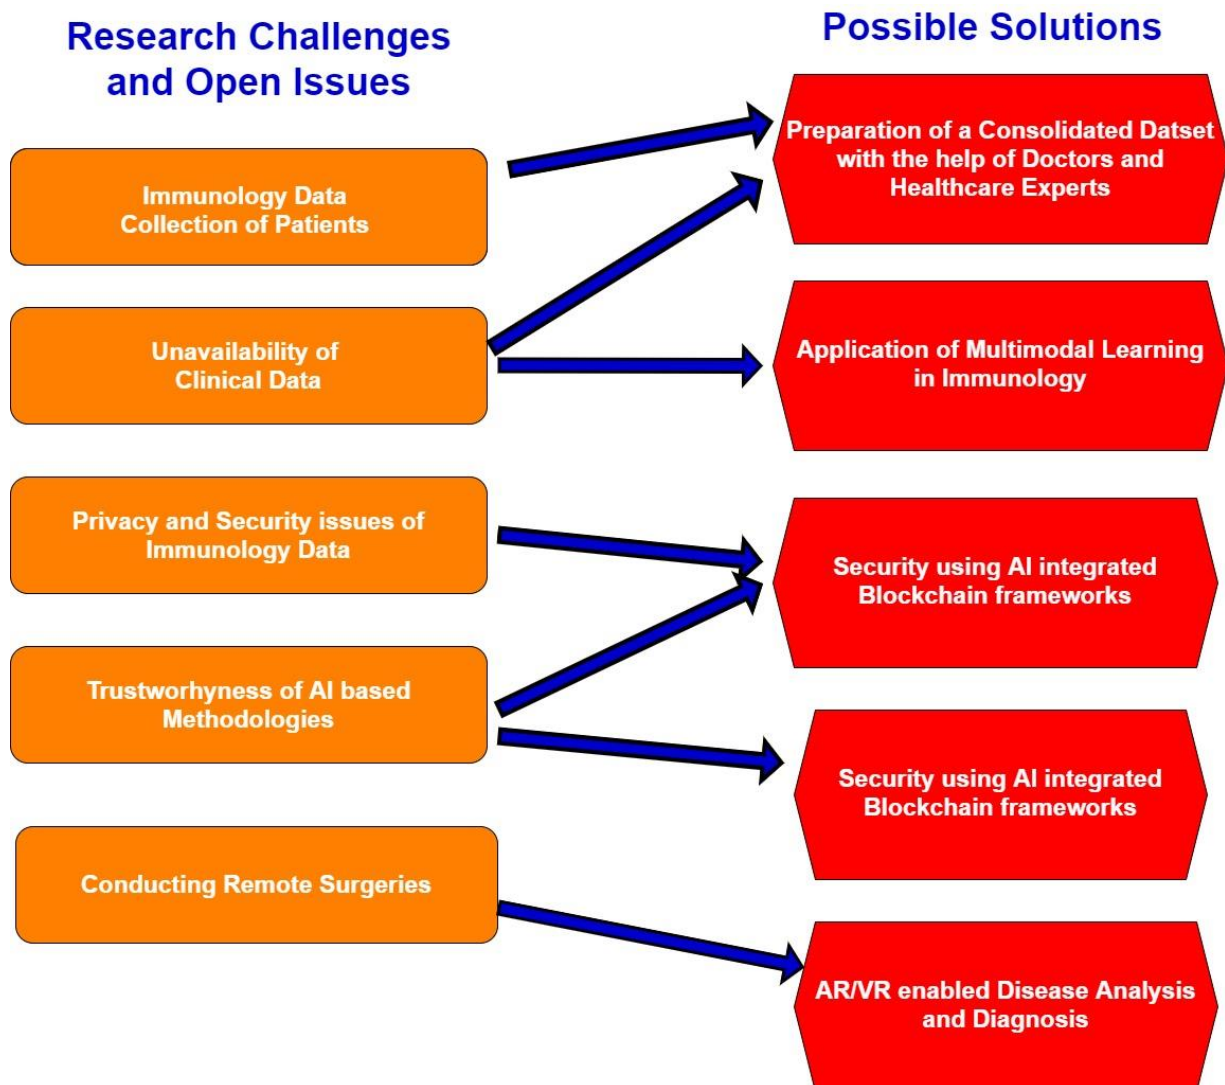 Research Challenges
and Open Issues
Possible Solutions
Immunology Data
Collection of Patients
Preparation of a Consolidated Datset
with the help of Doctors and
Healthcare Experts
Unavailability of
Clinical Data
Application of Multimodal Learning
in Immunology
Privacy and Security issues of
Immunology Data
Security using AI integrated
Blockchain frameworks
Trustworhyness of AI based
Methodologies
Security using AI integrated
Blockchain frameworks
Conducting Remote Surgeries
AR/VR enabled Disease Analysis
and Diagnosis